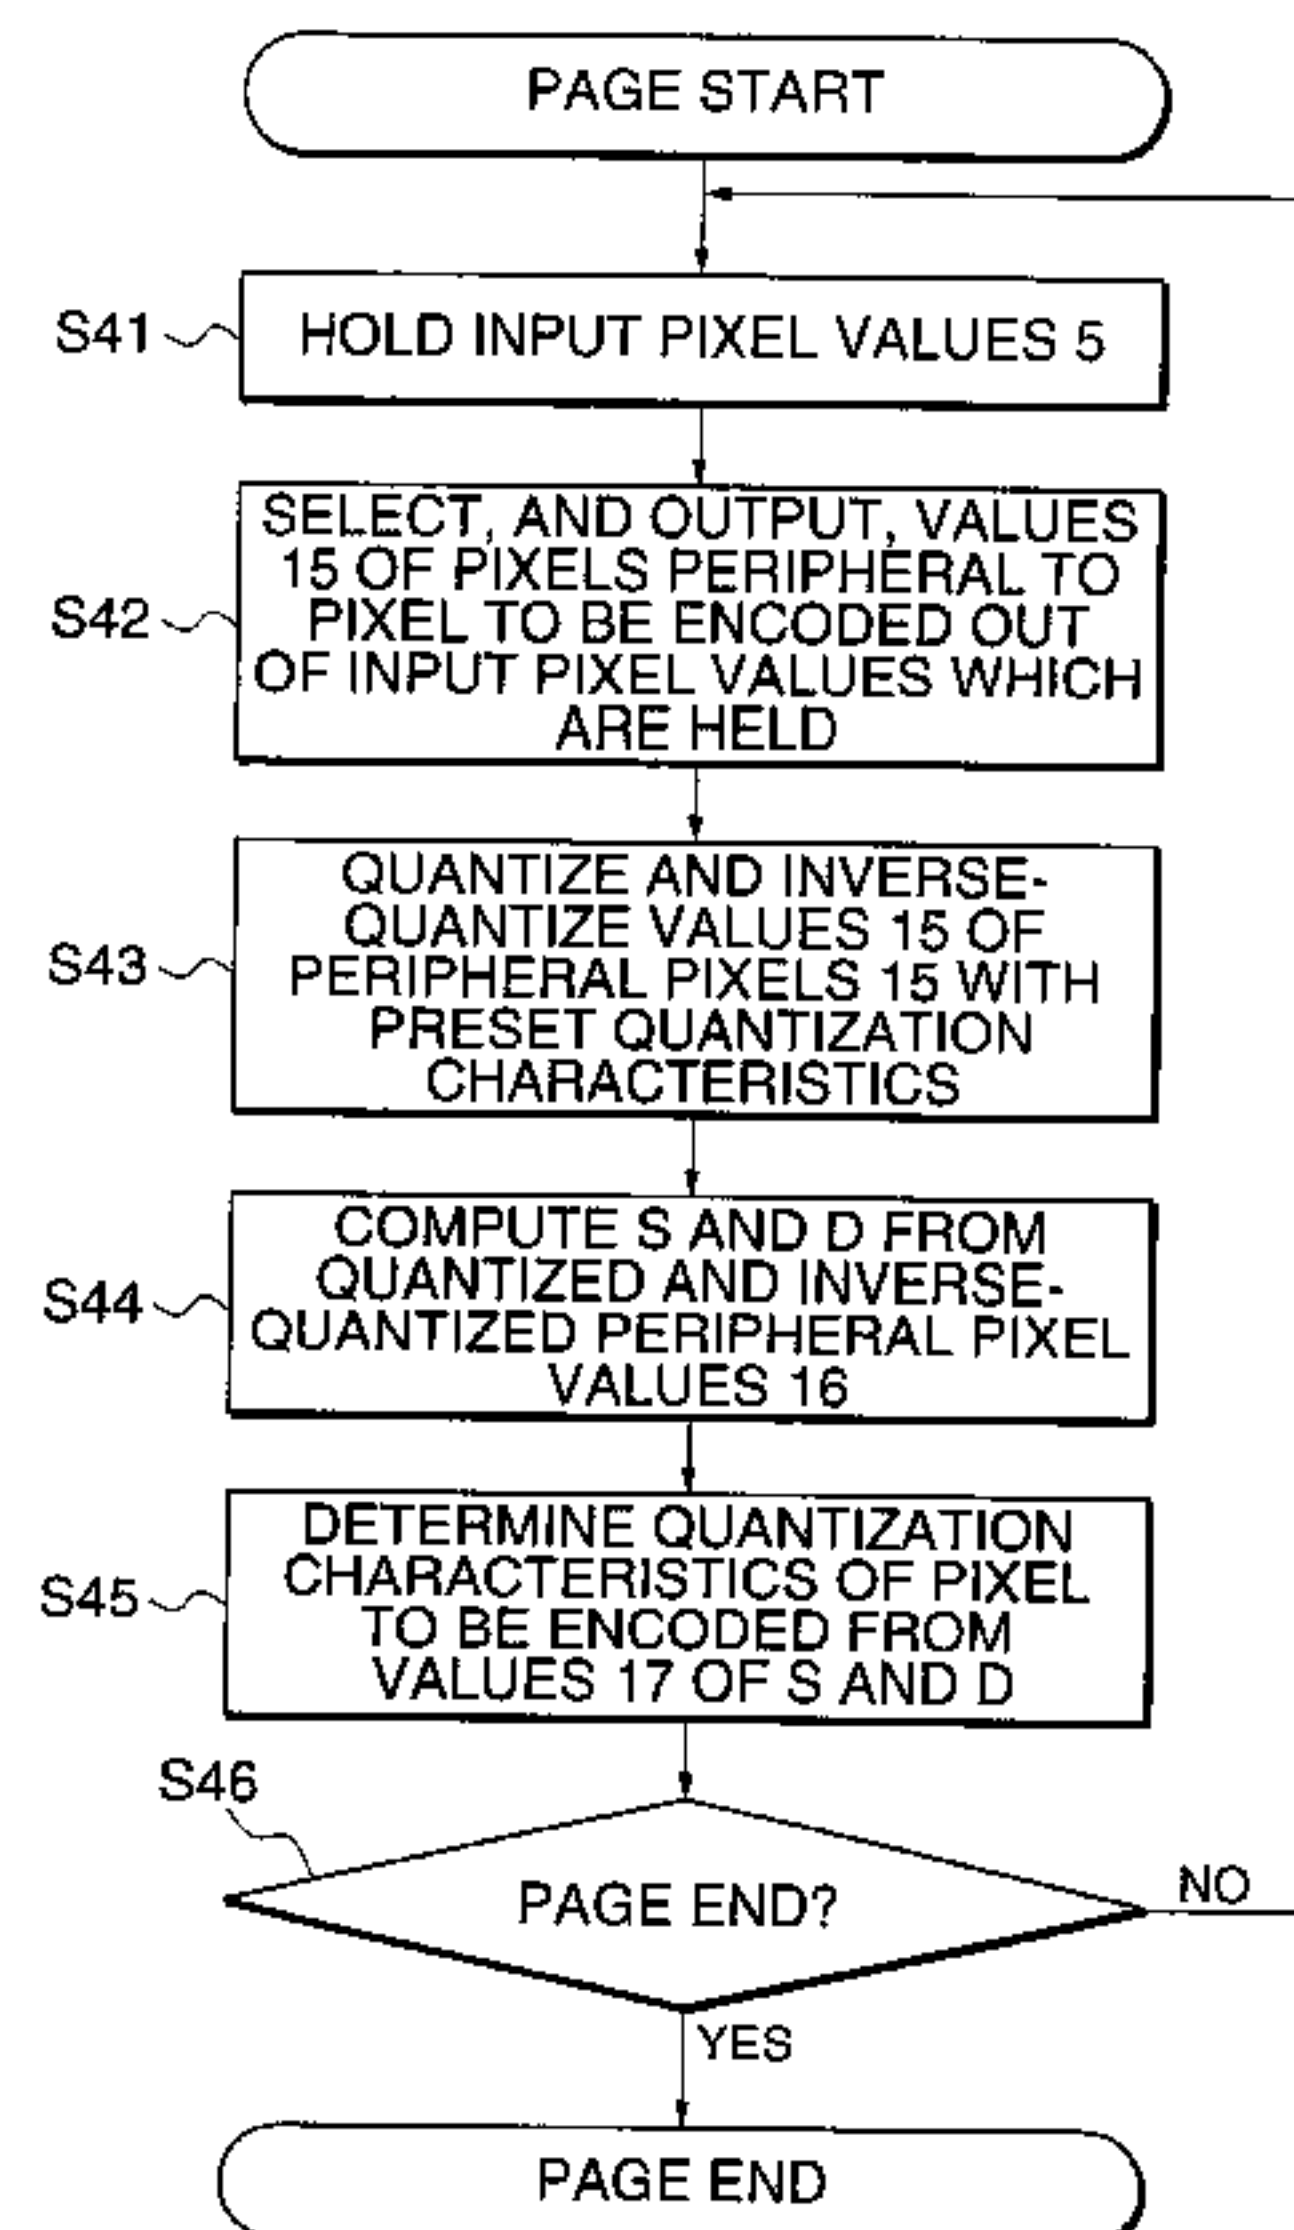 PAGE START
S41
HOLD INPUT PIXEL VALUES 5
S42
SELECT, AND OUTPUT, VALUES
15 OF PIXELS PERIPHERAL TO
PIXEL TO BE ENCODED OUT
OF INPUT PIXEL VALUES WHICH
ARE HELD
S43
QUANTIZE AND INVERSE-
QUANTIZE VALUES 15 OF
PERIPHERAL PIXELS 15 WITH
PRESET QUANTIZATION
CHARACTERISTICS
S44
COMPUTE S AND D FROM
QUANTIZED AND INVERSE-
QUANTIZED PERIPHERAL PIXEL
VALUES 16
S45
DETERMINE QUANTIZATION
CHARACTERISTICS OF PIXEL
TO BE ENCODED FROM
VALUES 17 OF S AND D
S46
PAGE END?
NO
YES
PAGE END